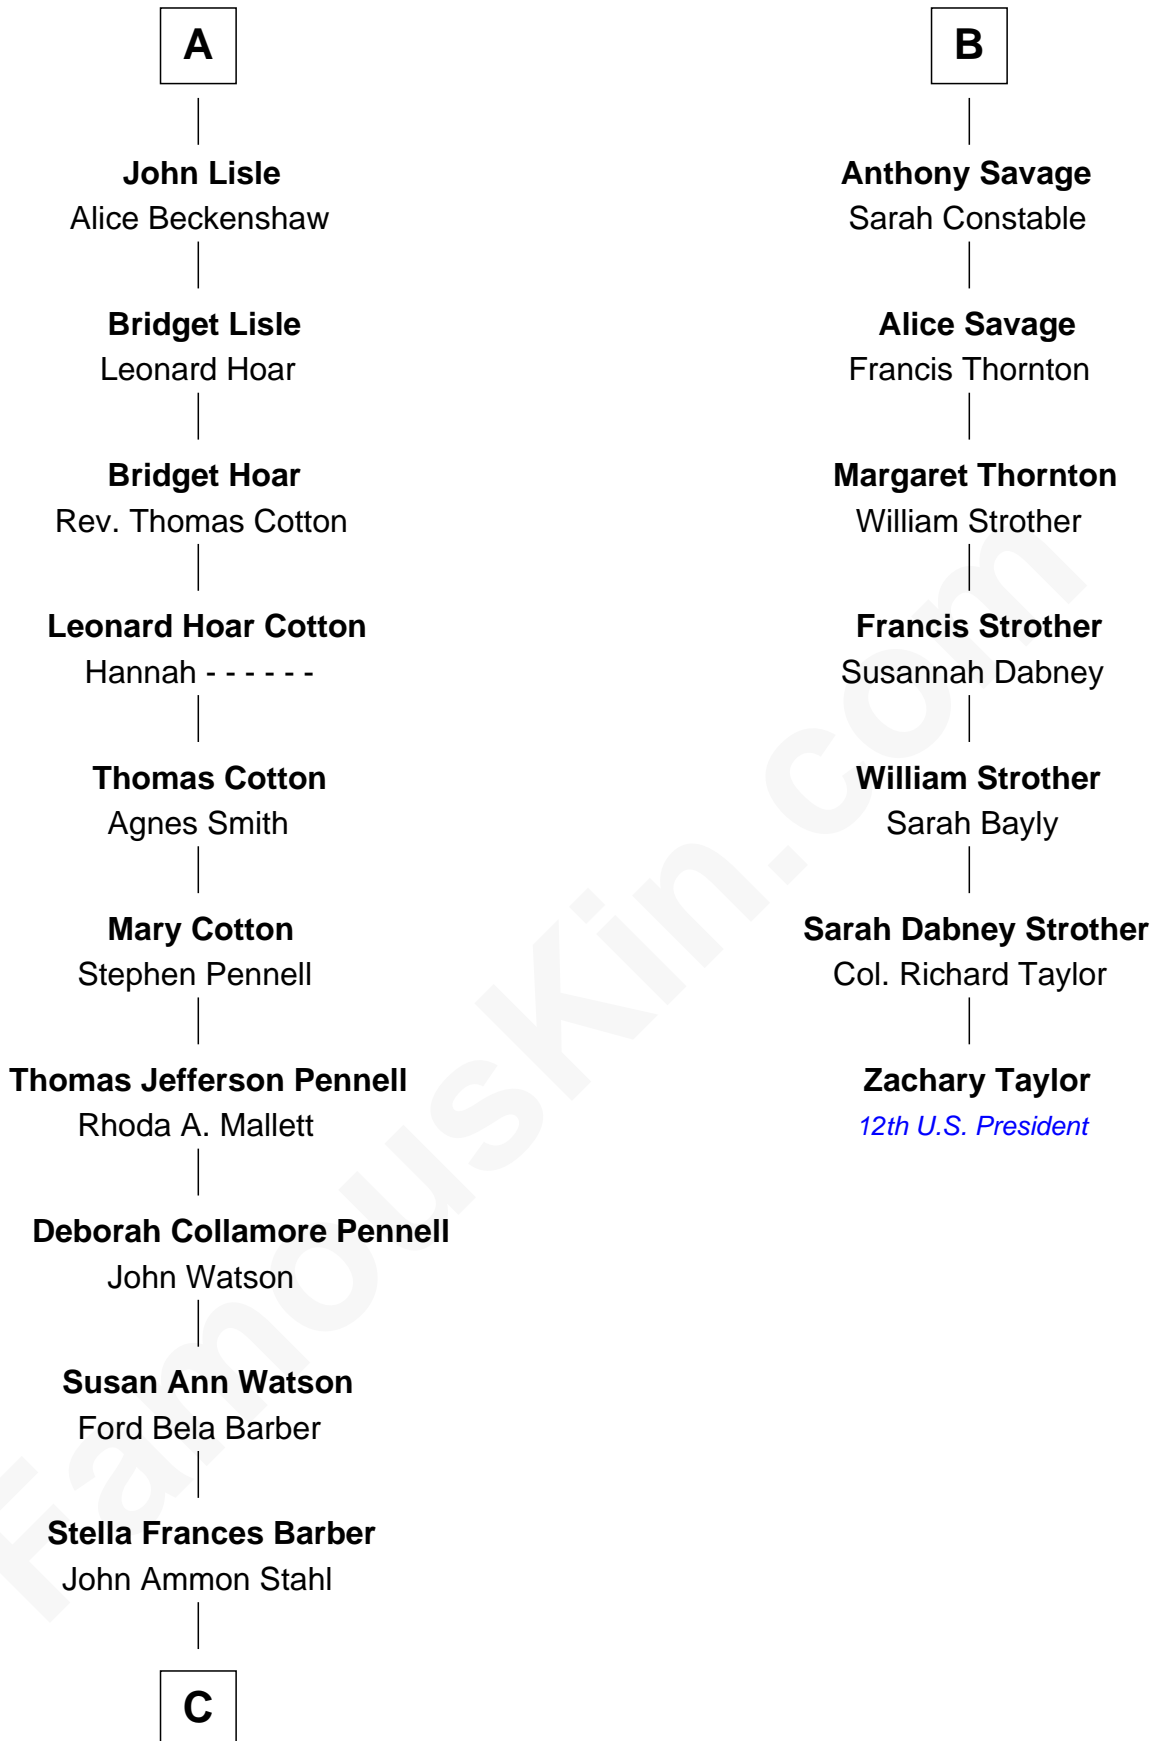 A
John Lisle
Alice Beckenshaw
Bridget Lisle
Leonard Hoar
Bridget Hoar
Rev. Thomas Cotton
Leonard Hoar Cotton
Hannah - - - - - -
Thomas Cotton
Agnes Smith
Mary Cotton
Stephen Pennell
Thomas Jefferson Pennell
Rhoda A. Mallett
Deborah Collamore Pennell
John Watson
Susan Ann Watson
Ford Bela Barber
Stella Frances Barber
John Ammon Stahl
C
B
Anthony Savage
Sarah Constable
Alice Savage
Francis Thornton
Margaret Thornton
William Strother
Francis Strother
Susannah Dabney
William Strother
Sarah Bayly
Sarah Dabney Strother
Col. Richard Taylor
Zachary Taylor
12th U.S. President
FamousKin.com